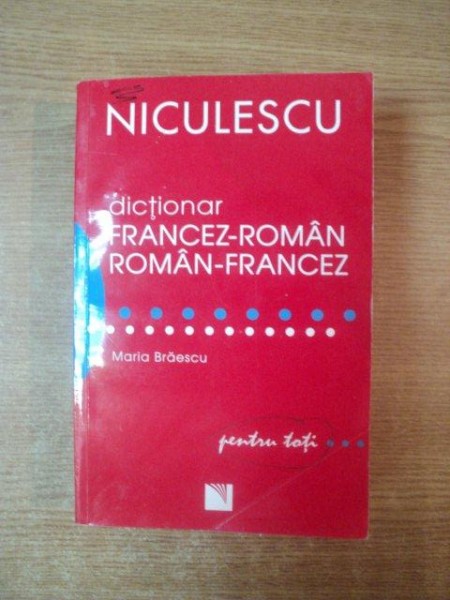 NICULESCU
dicționar
FRANCEZ-ROMÂN
ROMÂN-FRANCEZ
Maria Brăescu
pentru toți